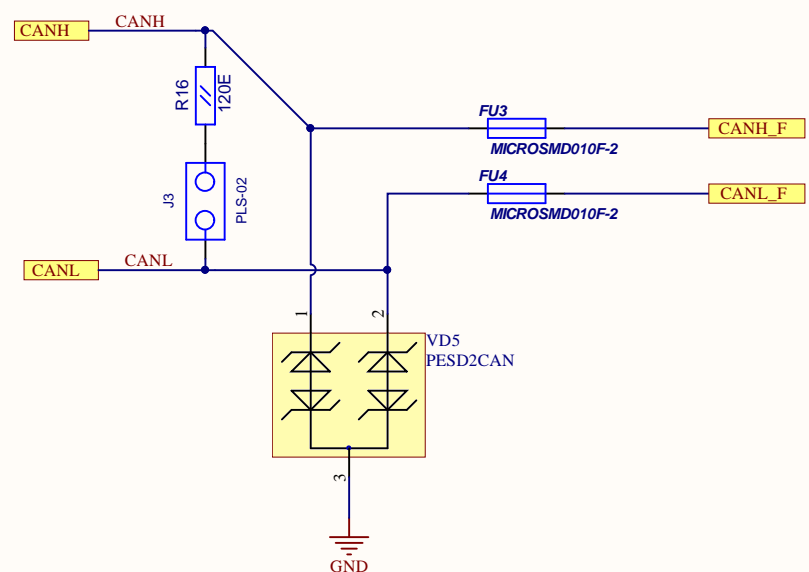 CANH
CANH
R16
120E
J3
PLS-02
CANL
CANL
FU3
MICROSMD010F-2
CANH_F
FU4
MICROSMD010F-2
CANL_F
1
2
VD5
PESD2CAN
3
GND